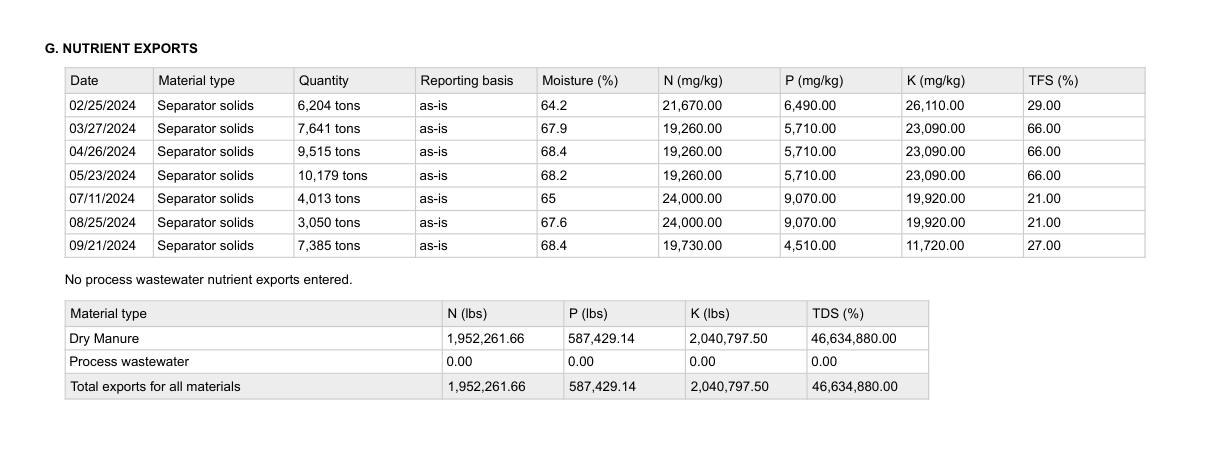 G. NUTRIENT EXPORTS
Date Material type Quantity Reporting basis Moisture (%) N (mg/kg) P (mg/kg) K (mg/kg) TFS (%)
02/25/2024 Separator solids 6,204 tons as-is 64.2 21,670.00 6,490.00 26,110.00 29.00
03/27/2024 Separator solids 7,641 tons as-is 67.9 19,260.00 5,710.00 23,090.00 66.00
04/26/2024 Separator solids 9,515 tons as-is 68.4 19,260.00 5,710.00 23,090.00 66.00
05/23/2024 Separator solids 10,179 tons as-is 68.2 19,260.00 5,710.00 23,090.00 66.00
07/11/2024 Separator solids 4,013 tons as-is 65 24,000.00 9,070.00 19,920.00 21.00
08/25/2024 Separator solids 3,050 tons as-is 67.6 24,000.00 9,070.00 19,920.00 21.00
09/21/2024 Separator solids 7,385 tons as-is 68.4 19,730.00 4,510.00 11,720.00 27.00
No process wastewater nutrient exports entered.
Material type N (lbs) P (lbs) K (lbs) TDS (%)
Dry Manure 1,952,261.66 587,429.14 2,040,797.50 46,634,880.00
Process wastewater 0.00 0.00 0.00 0.00
Total exports for all materials 1,952,261.66 587,429.14 2,040,797.50 46,634,880.00